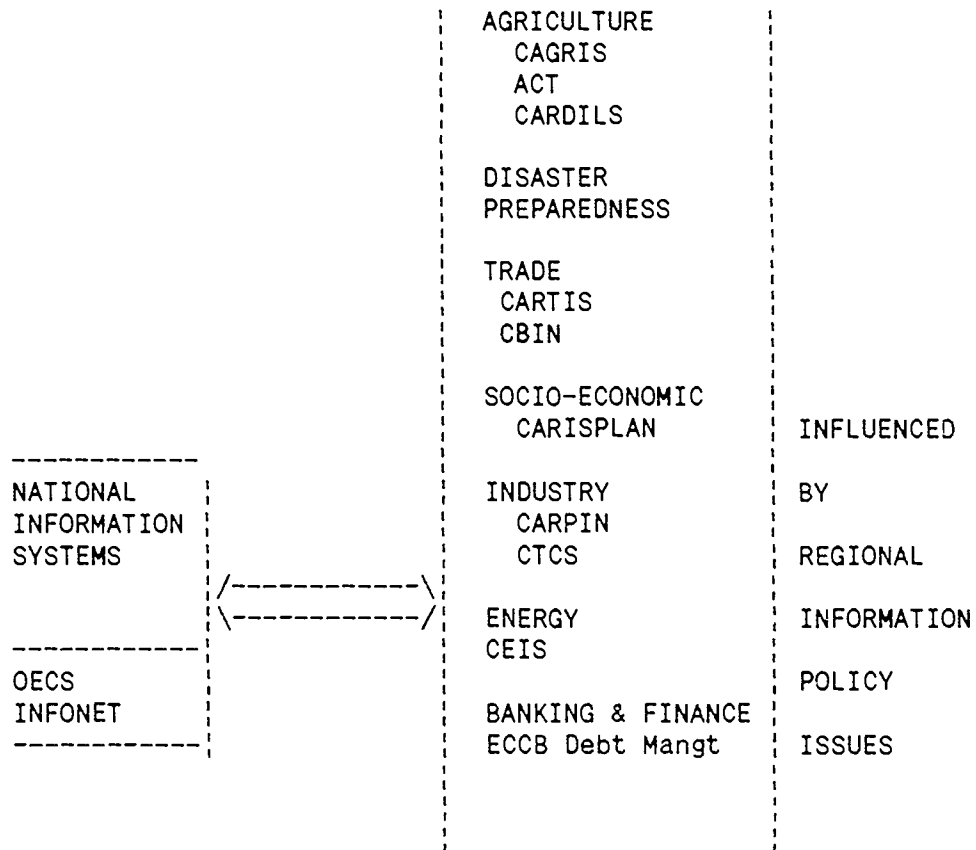 AGRICULTURE
CAGRIS
ACT
CARDILS
DISASTER
PREPAREDNESS
TRADE
CARTIS
CBIN
SOCIO-ECONOMIC
CARISPLAN
INDUSTRY
CARPIN
CTCS
ENERGY
CEIS
BANKING & FINANCE
ECCB Debt Mangt
NATIONAL
INFORMATION
SYSTEMS
OECS
INFONET
INFLUENCED
BY
REGIONAL
INFORMATION
POLICY
ISSUES